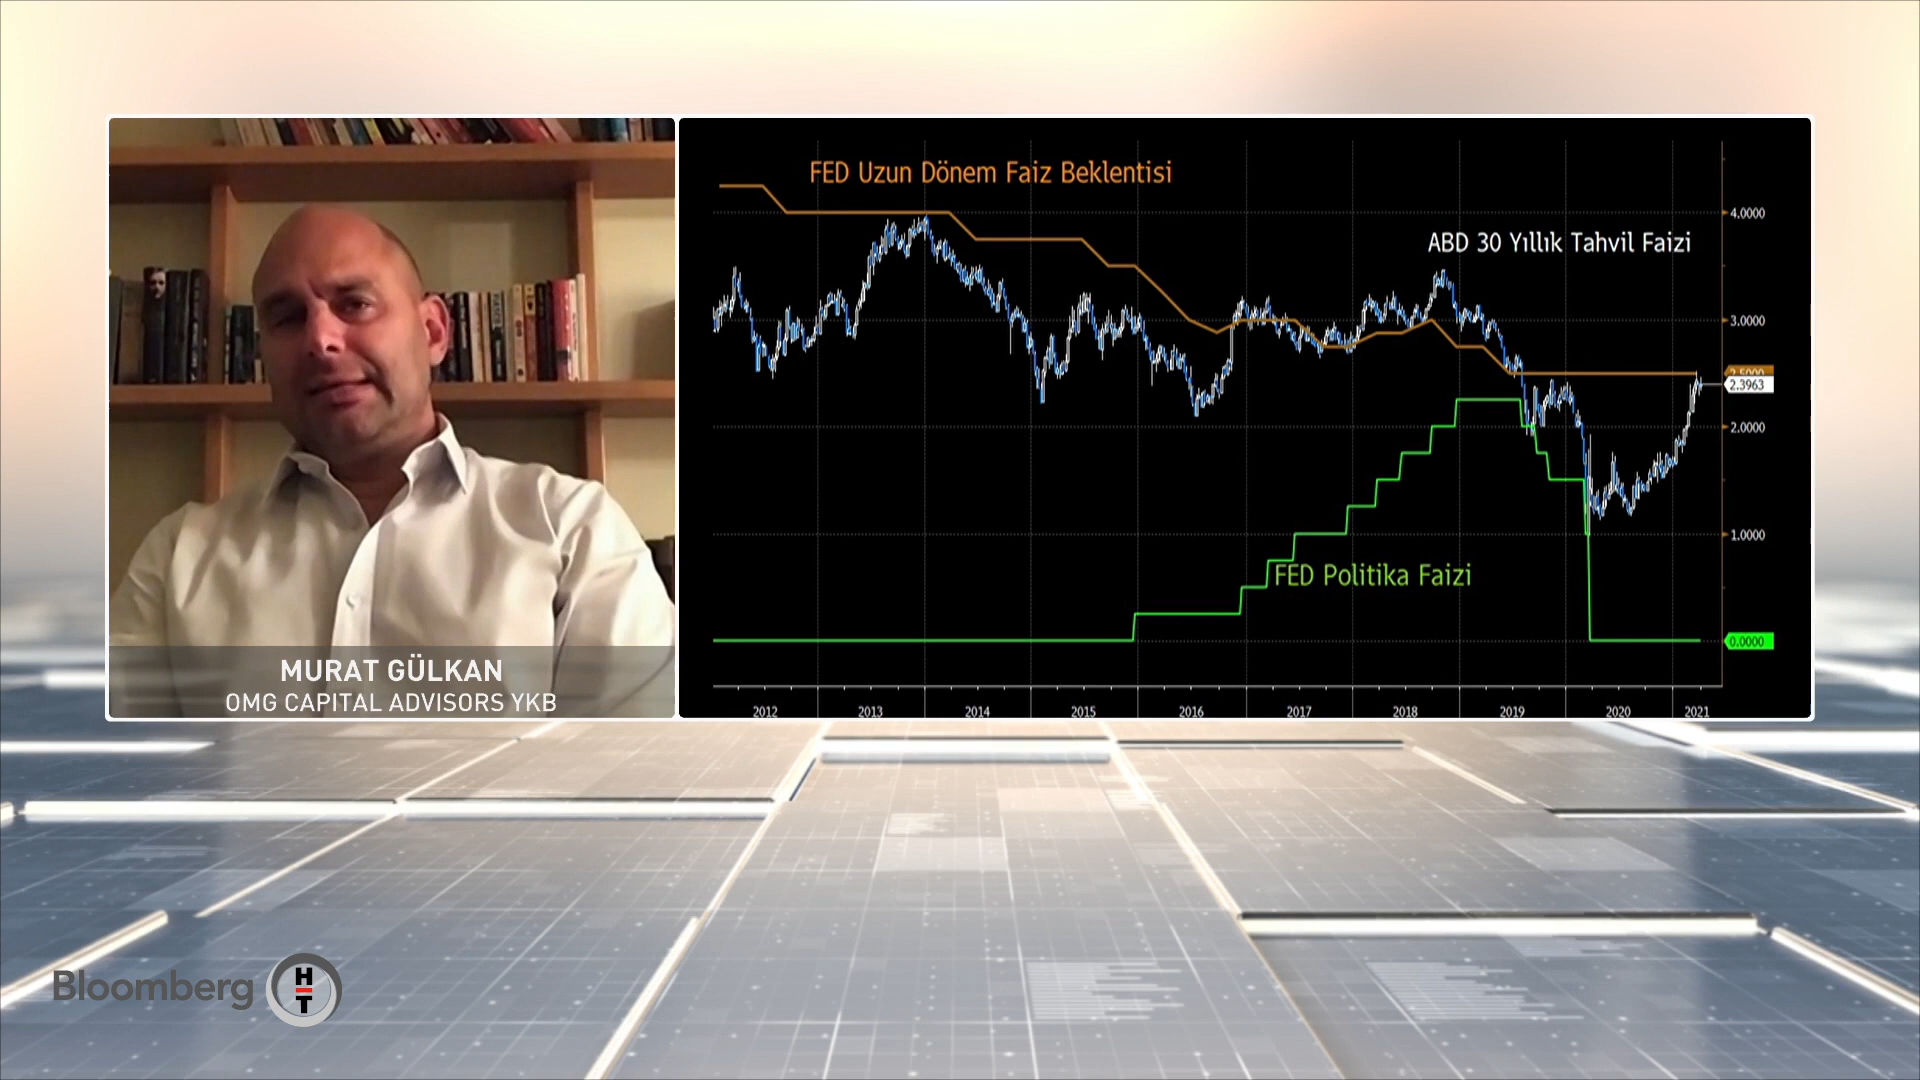 MURAT GÜLKAN
OMG CAPITAL ADVISORS YKB
FED Uzun Dönem Faiz Beklentisi
ABD 30 Yıllık Tahvil Faizi
FED Politika Faizi
4.0000
3.0000
2.5000
2.3963
2.0000
1.0000
0.0000
2012 2013 2014 2015 2016 2017 2018 2019 2020 2021
Bloomberg HT